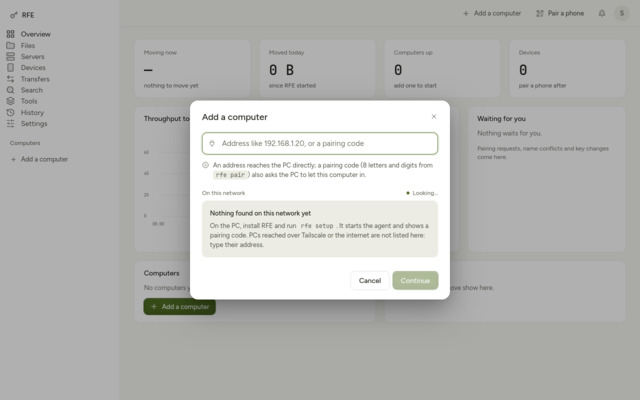 RFE
Add a computer
Pair a phone
S
Overview
Files
Servers
Devices
Transfers
Search
Tools
History
Settings
Computers
Add a computer
Moving now
–
nothing to move yet
Moved today
0 B
since RFE started
Computers up
0
add one to start
Devices
0
pair a phone after
Throughput to
60
45
30
15
0
00:00
Waiting for you
Nothing waits for you.
Pairing requests, name conflicts and key changes
come here.
Add a computer
Address like 192.168.1.20, or a pairing code
An address reaches the PC directly; a pairing code (8 letters and digits from
rfe pair ) also asks the PC to let this computer in.
On this network
Looking…
Nothing found on this network yet
On the PC, install RFE and run rfe setup . It starts the agent and shows a
pairing code. PCs reached over Tailscale or the internet are not listed here:
type their address.
Cancel
Continue
Computers
No computers y
Add a computer
ove show here.